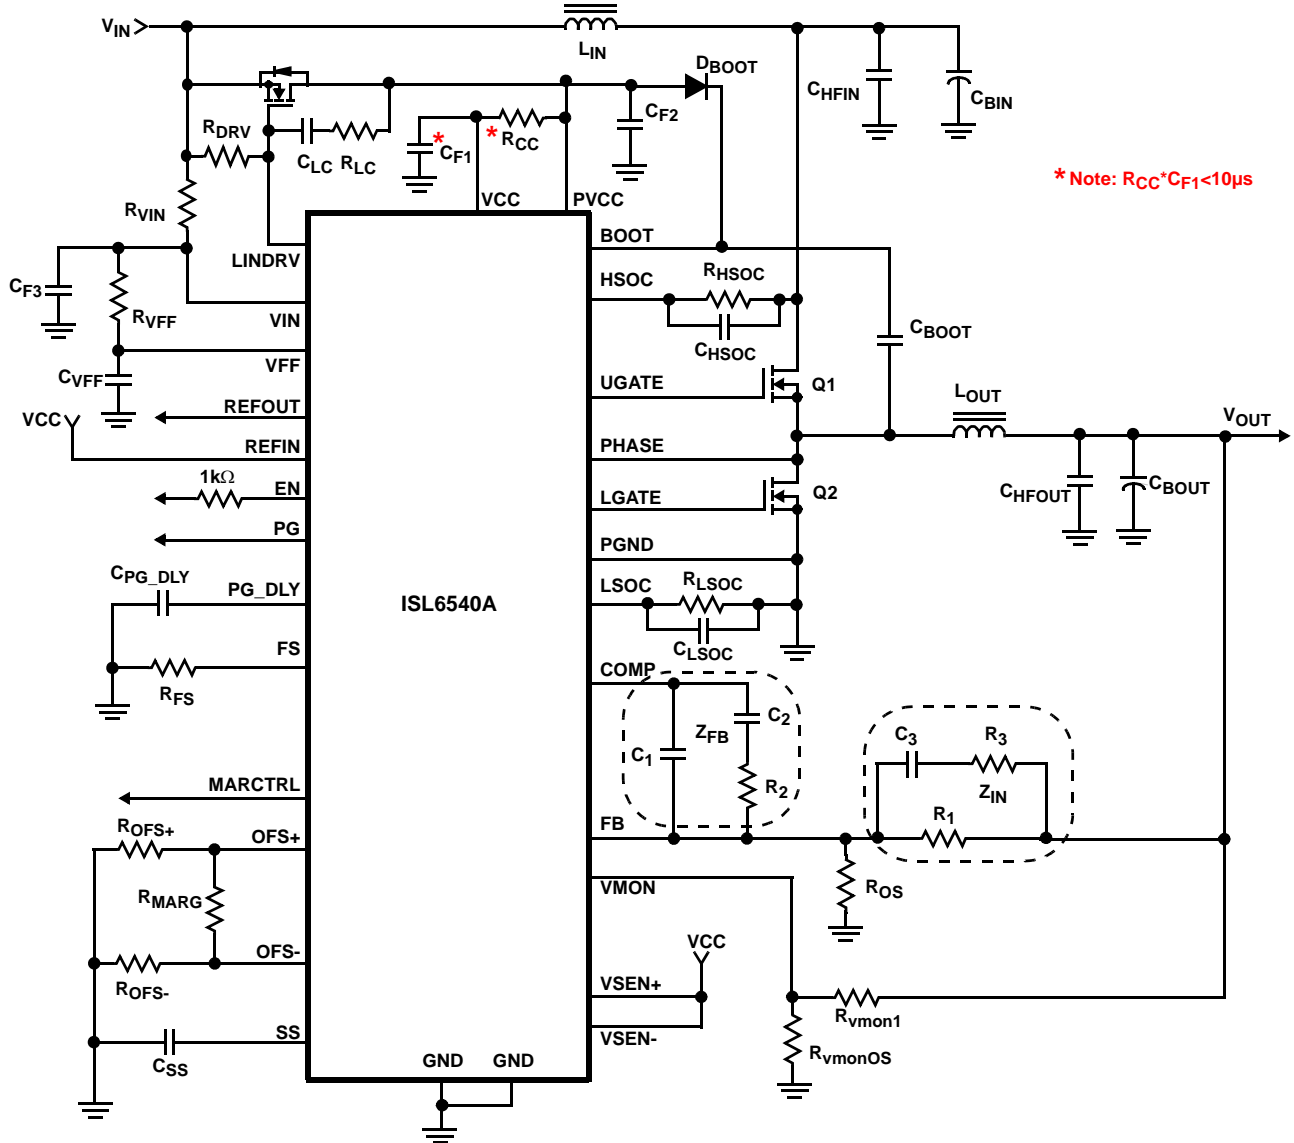 VIN
LIN
DBOOT
CHFIN
CBIN
RDRV
CLC
RLC
*
CF1
*
RCC
CF2
* Note: RCC*CF1<10µs
RVIN
VCC
PVCC
LINDRV
BOOT
HSOC
RHSOC
CHSOC
CF3
RVFF
VIN
CBOOT
CVFF
VFF
UGATE
Q1
LOUT
VOUT
REFOUT
VCC
REFIN
PHASE
1kΩ
EN
LGATE
Q2
CHFOUT
CBOUT
PG
PGND
CPG_DLY
PG_DLY
LSOC
RLSOC
CLSOC
ISL6540A
FS
RFS
COMP
C2
ZFB
C1
R2
C3
R3
ZIN
R1
MARCTRL
FB
ROFS+
OFS+
RMARG
VMON
ROS
OFS-
ROFS-
VCC
VSEN+
Rvmon1
SS
CSS
VSEN-
RvmonOS
GND
GND